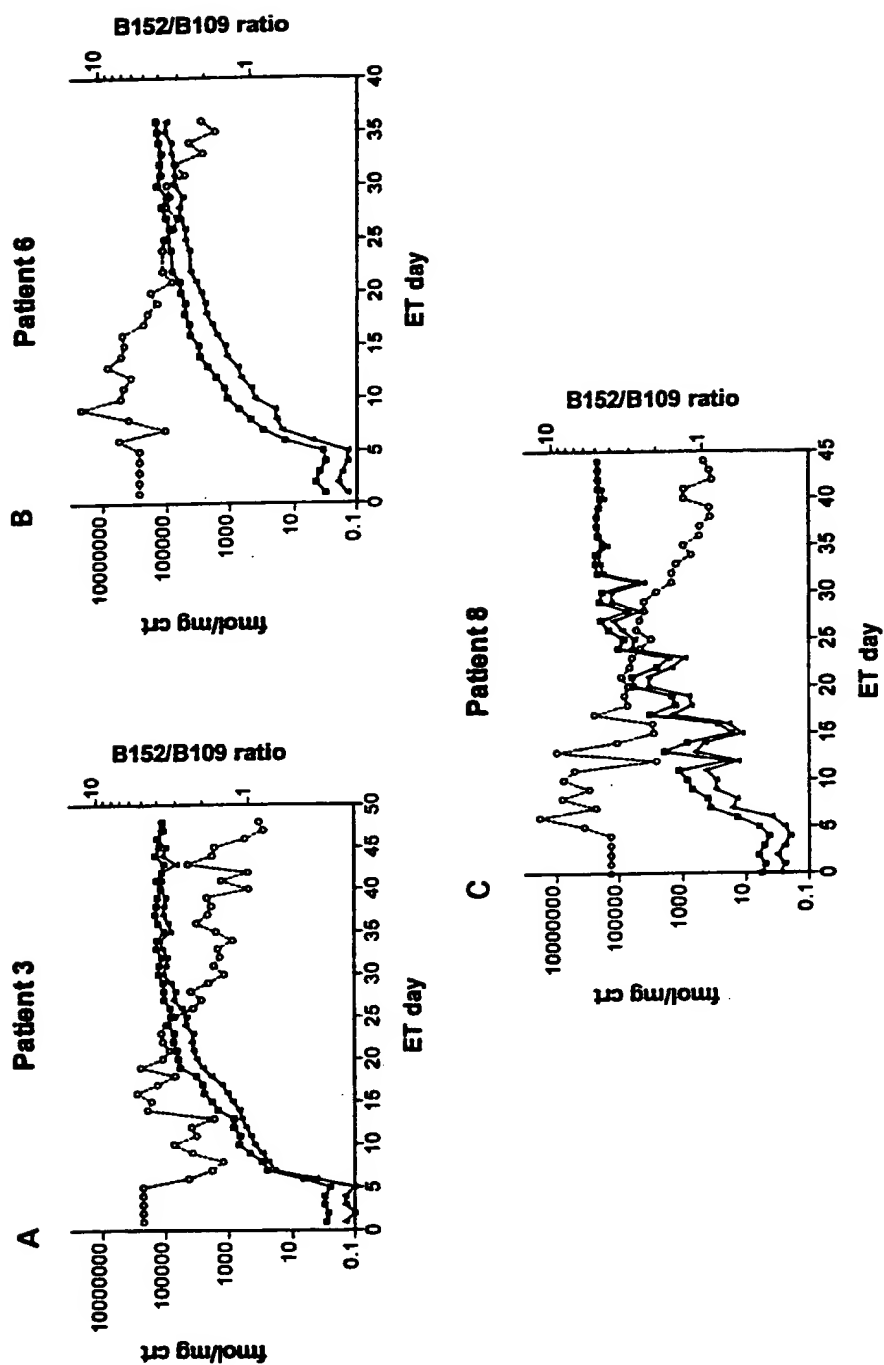 A
Patient 3
fmol/mg crt
10000000
100000
1000
10
0.1
0 5 10 15 20 25 30 35 40 45 50
ET day
10
1
B152/B109 ratio
B
Patient 6
fmol/mg crt
10000000
100000
1000
10
0.1
0 5 10 15 20 25 30 35 40
ET day
10
1
B152/B109 ratio
C
Patient 8
fmol/mg crt
10000000
100000
1000
10
0.1
0 5 10 15 20 25 30 35 40 45
ET day
10
1
B152/B109 ratio